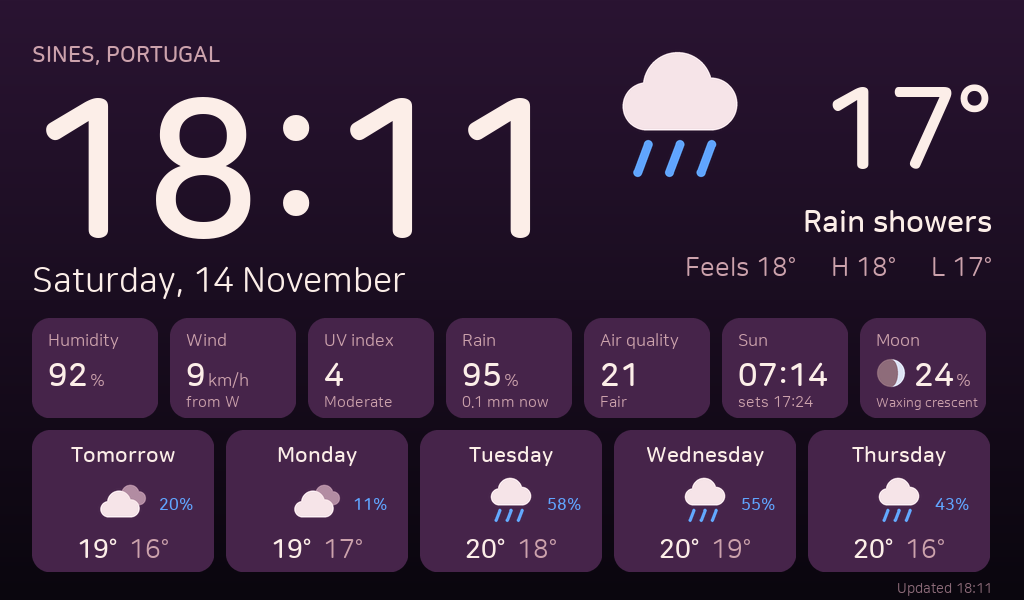 SINES, PORTUGAL
18:11
17°
Rain showers
Feels 18° H 18° L 17°
Saturday, 14 November
Humidity
92%
Wind
9 km/h
from W
UV index
4
Moderate
Rain
95%
0.1 mm now
Air quality
21
Fair
Sun
07:14
sets 17:24
Moon
24%
Waxing crescent
Tomorrow
20%
19° 16°
Monday
11%
19° 17°
Tuesday
58%
20° 18°
Wednesday
55%
20° 19°
Thursday
43%
20° 16°
Updated 18:11